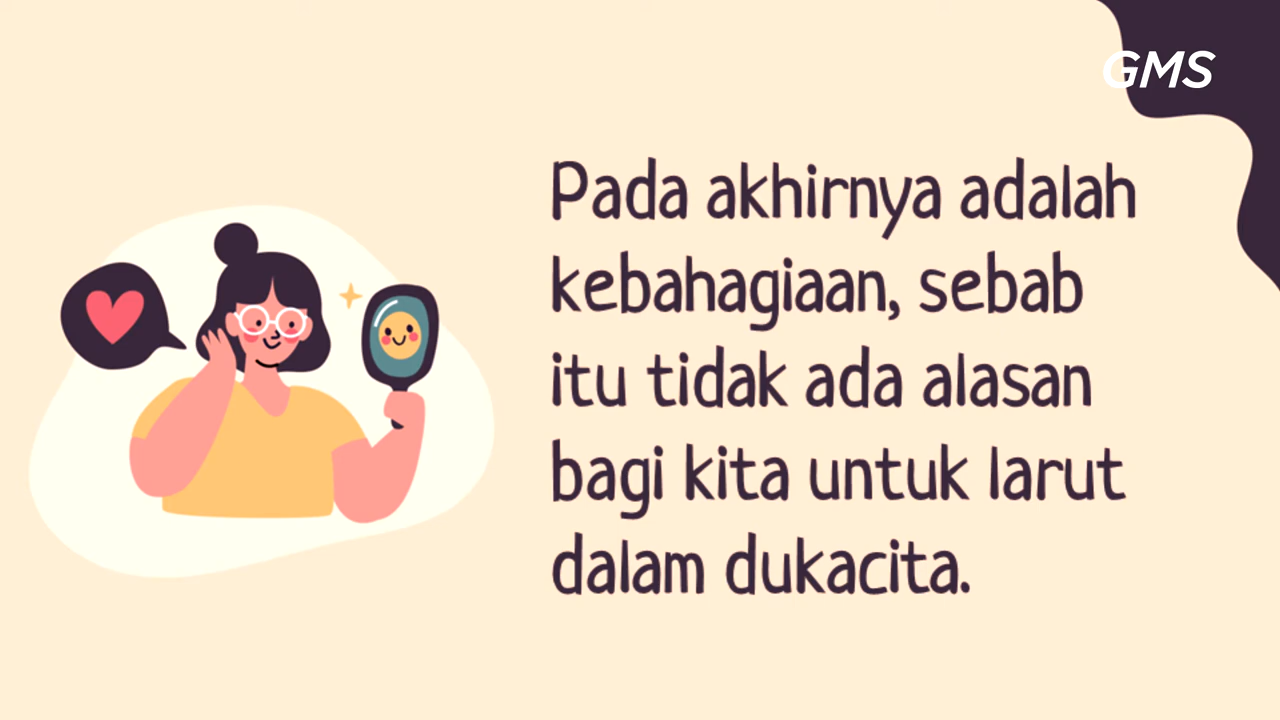 GMS
Pada akhirnya adalah
kebahagiaan, sebab
itu tidak ada alasan
bagi kita untuk larut
dalam dukacita.